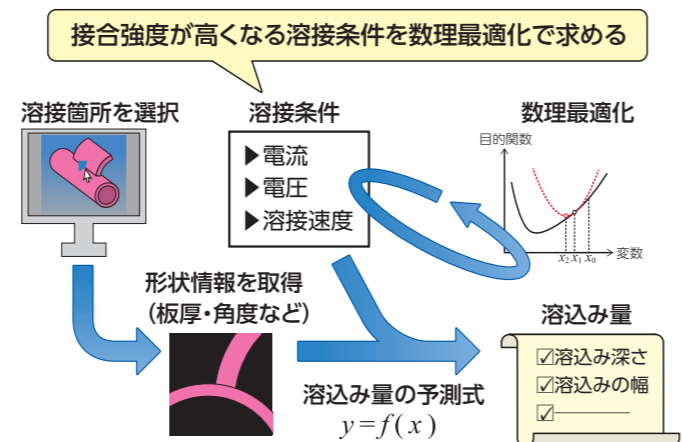 接合強度が高くなる溶接条件を数理最適化で求める
溶接箇所を選択
溶接条件
▶電流
▶電圧
▶溶接速度
数理最適化
目的関数
変数
x₂ x₁ x₀
形状情報を取得
（板厚・角度など）
溶込み量の予測式
y=f(x)
溶込み量
☑溶込み深さ
☑溶込みの幅
☑